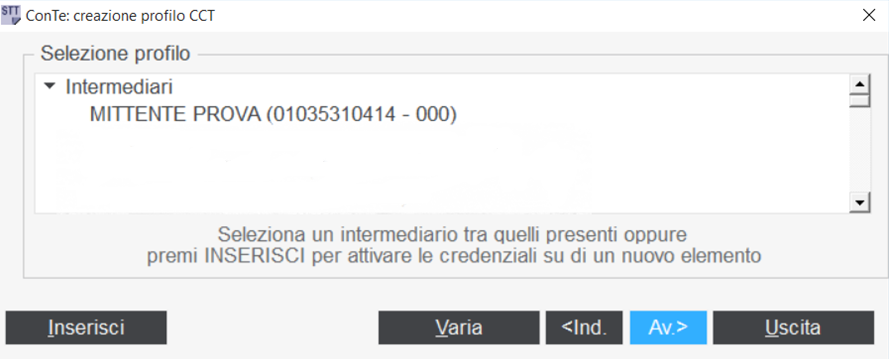 STT ConTe: creazione profilo CCT
Selezione profilo
Intermediari
MITTENTE PROVA (01035310414 - 000)
Seleziona un intermediario tra quelli presenti oppure
premi INSERISCI per attivare le credenziali su di un nuovo elemento
Inserisci Varia <Ind. Av.> Uscita